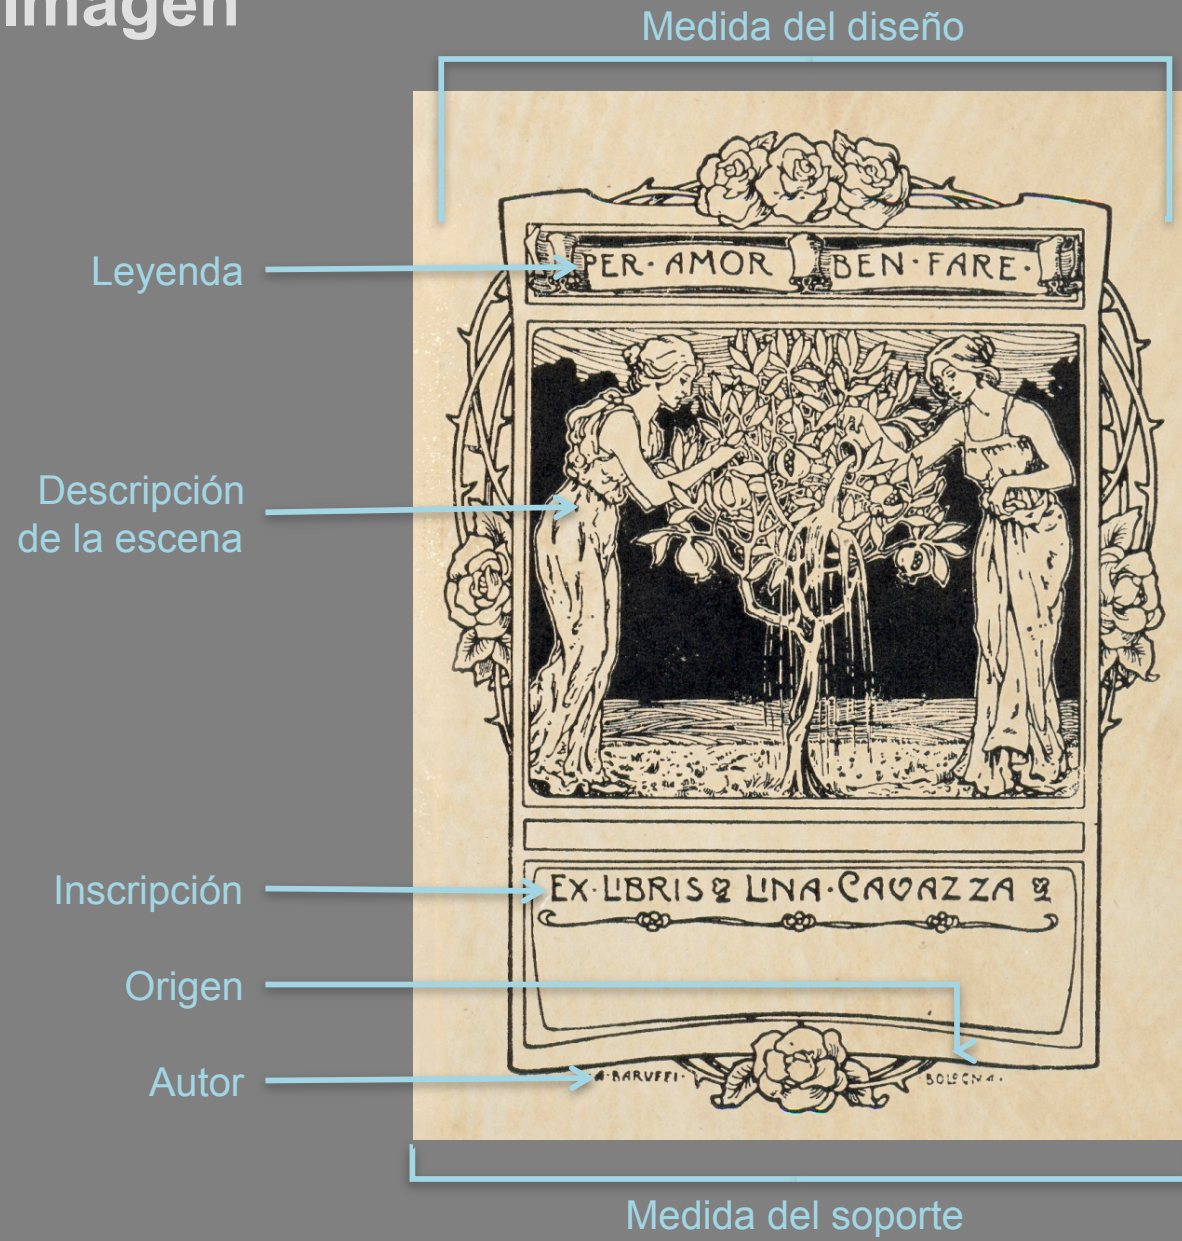 Imagen
Medida del diseño
Leyenda
PER · AMOR BEN · FARE ·
Descripción
de la escena
Inscripción
EX · LIBRIS LINA · CAVAZZA
Origen
Autor
· A · BARUFFI ·
· BOLOGNA ·
Medida del soporte